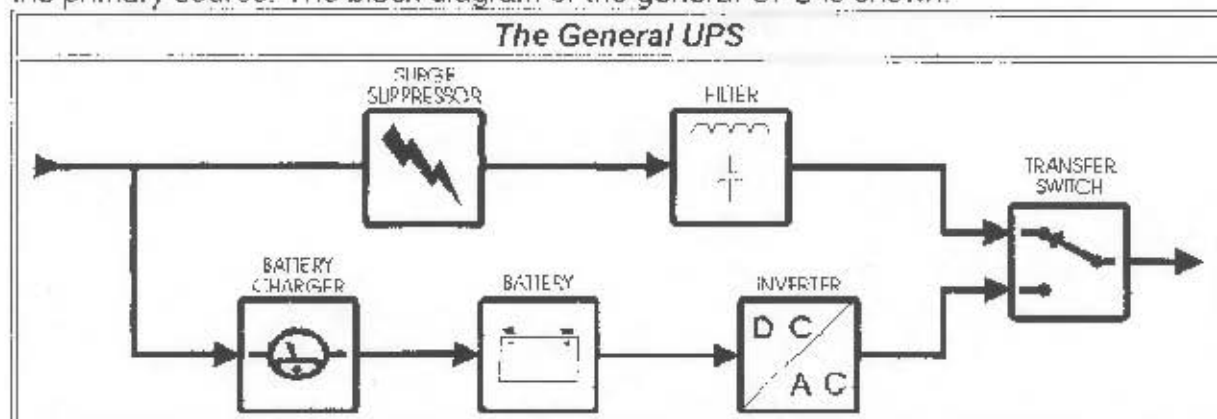 The General UPS
SURGE
SUPPRESSOR
FILTER
TRANSFER
SWITCH
BATTERY
CHARGER
BATTERY
INVERTER
D C
A C